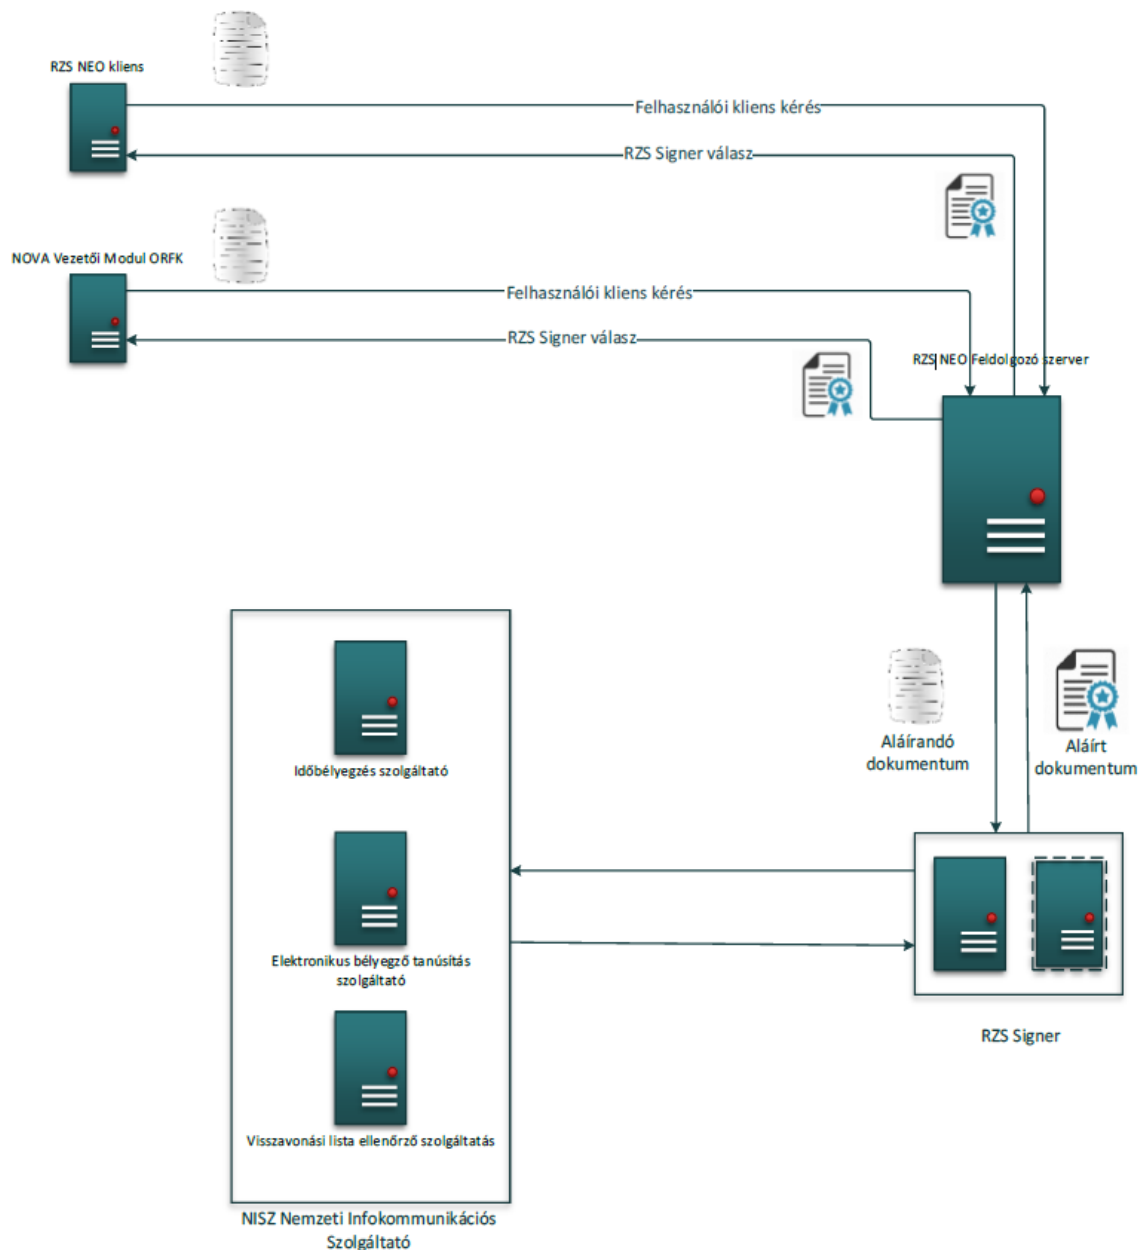 RZS NEO kliens
Felhasználói kliens kérés
RZS Signer válasz
NOVA Vezetői Modul ORFK
Felhasználói kliens kérés
RZS Signer válasz
RZS NEO Feldolgozó szerver
Aláírandó
dokumentum
Aláírt
dokumentum
Időbélyegzés szolgáltató
Elektronikus bélyegző tanúsítás
szolgáltató
RZS Signer
Visszavonási lista ellenőrző szolgáltatás
NISZ Nemzeti Infokommunikációs
Szolgáltató